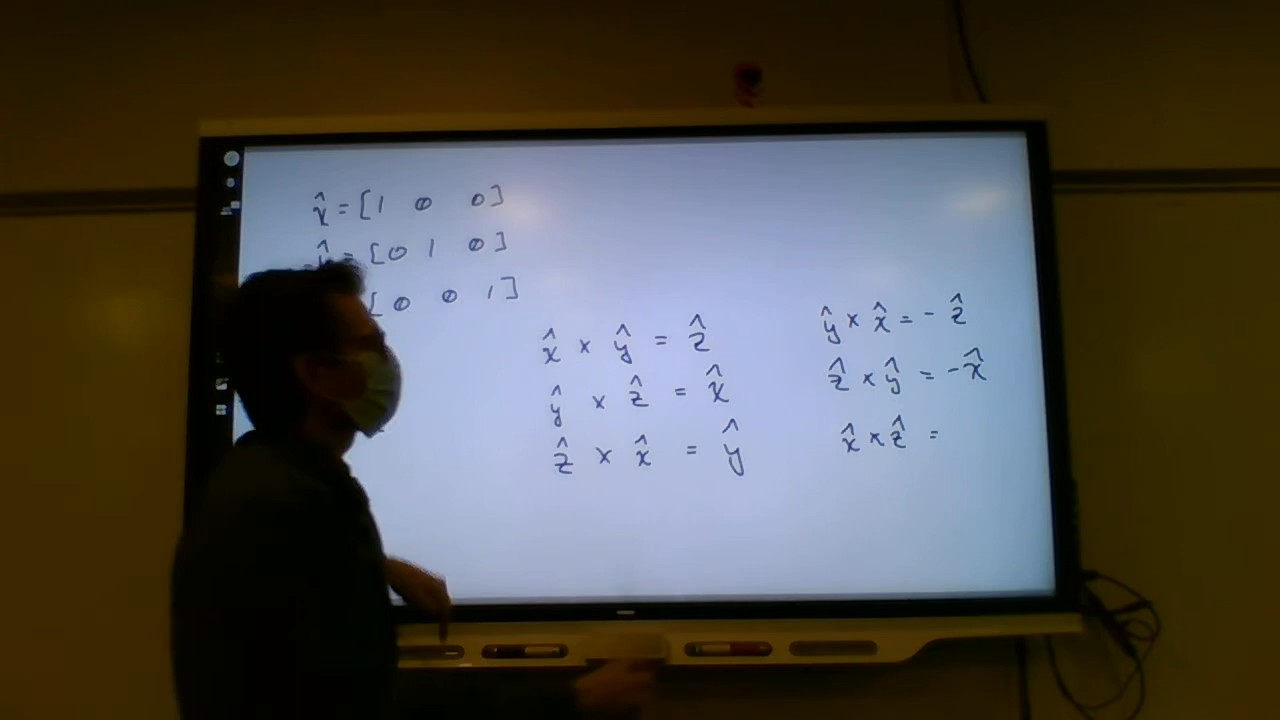 x̂ = [1 0 0]
ŷ = [0 1 0]
[0 0 1]
x̂ × ŷ = ẑ
ŷ × ẑ = x̂
ẑ × x̂ = ŷ
ŷ × x̂ = - ẑ
ẑ × ŷ = -x̂
x̂ × ẑ =